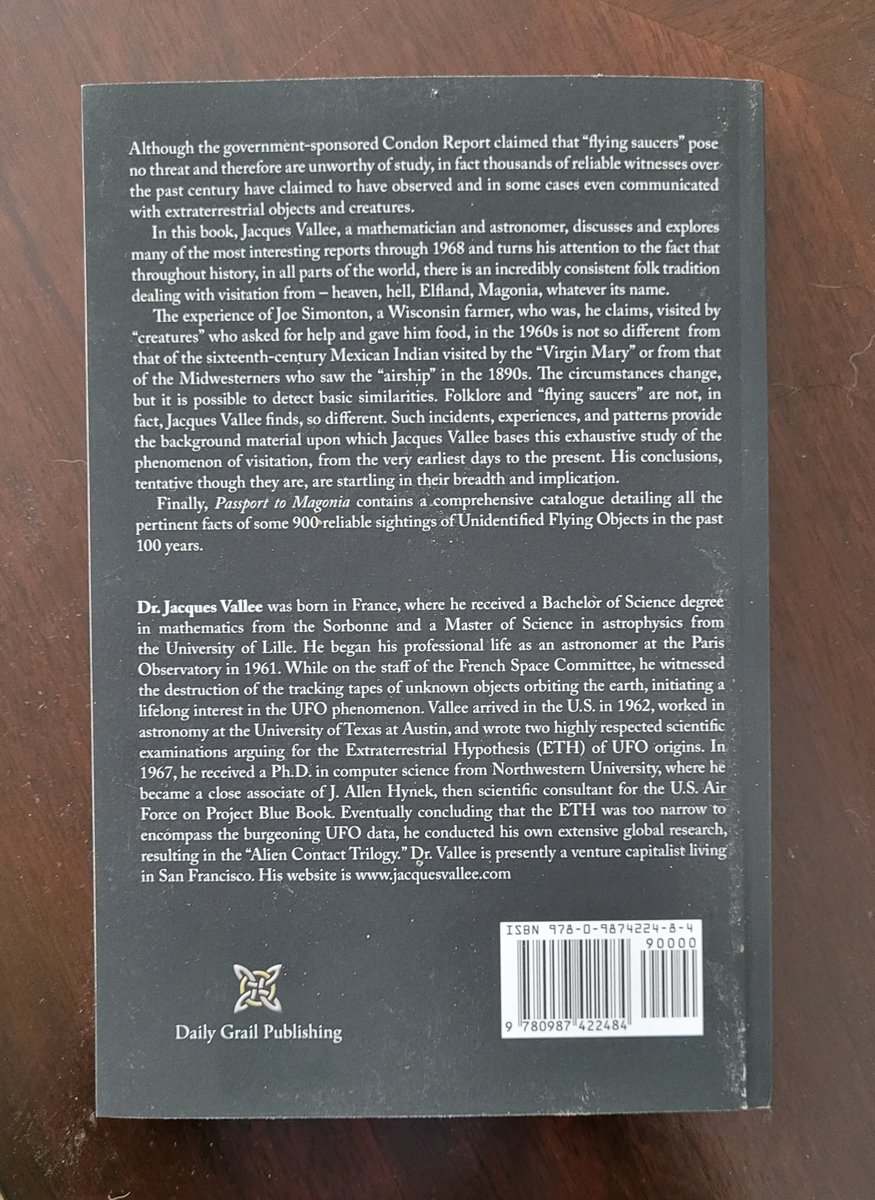 Although the government-sponsored Condon Report claimed that “flying saucers” pose
no threat and therefore are unworthy of study, in fact thousands of reliable witnesses over
the past century have claimed to have observed and in some cases even communicated
with extraterrestrial objects and creatures.
In this book, Jacques Vallee, a mathematician and astronomer, discusses and explores
many of the most interesting reports through 1968 and turns his attention to the fact that
throughout history, in all parts of the world, there is an incredibly consistent folk tradition
dealing with visitation from – heaven, hell, Elfland, Magonia, whatever its name.
The experience of Joe Simonton, a Wisconsin farmer, who was, he claims, visited by
“creatures” who asked for help and gave him food, in the 1960s is not so different from
that of the sixteenth-century Mexican Indian visited by the “Virgin Mary” or from that
of the Midwesterners who saw the “airship” in the 1890s. The circumstances change,
but it is possible to detect basic similarities. Folklore and “flying saucers” are not, in
fact, Jacques Vallee finds, so different. Such incidents, experiences, and patterns provide
the background material upon which Jacques Vallee bases this exhaustive study of the
phenomenon of visitation, from the very earliest days to the present. His conclusions,
tentative though they are, are startling in their breadth and implication.
Finally, Passport to Magonia contains a comprehensive catalogue detailing all the
pertinent facts of some 900 reliable sightings of Unidentified Flying Objects in the past
100 years.
Dr. Jacques Vallee was born in France, where he received a Bachelor of Science degree
in mathematics from the Sorbonne and a Master of Science in astrophysics from
the University of Lille. He began his professional life as an astronomer at the Paris
Observatory in 1961. While on the staff of the French Space Committee, he witnessed
the destruction of the tracking tapes of unknown objects orbiting the earth, initiating a
lifelong interest in the UFO phenomenon. Vallee arrived in the U.S. in 1962, worked in
astronomy at the University of Texas at Austin, and wrote two highly respected scientific
examinations arguing for the Extraterrestrial Hypothesis (ETH) of UFO origins. In
1967, he received a Ph.D. in computer science from Northwestern University, where he
became a close associate of J. Allen Hynek, then scientific consultant for the U.S. Air
Force on Project Blue Book. Eventually concluding that the ETH was too narrow to
encompass the burgeoning UFO data, he conducted his own extensive global research,
resulting in the “Alien Contact Trilogy.” Dr. Vallee is presently a venture capitalist living
in San Francisco. His website is www.jacquesvallee.com
ISBN 978-0-9874224-8-4
90000
9 780987 422484
Daily Grail Publishing